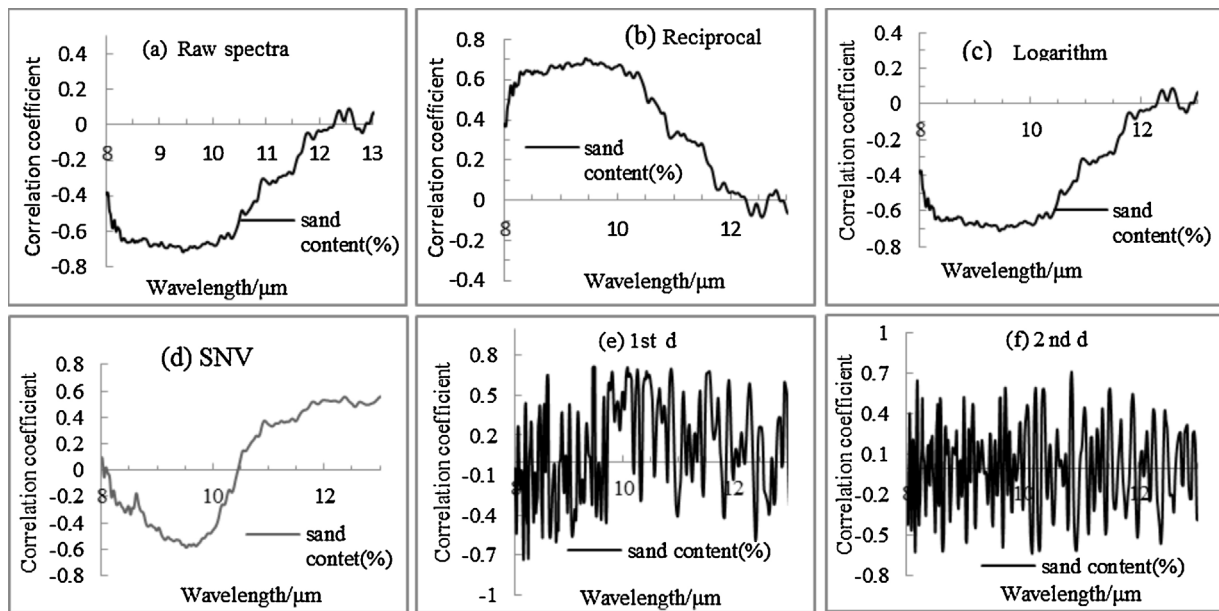 (a) Raw spectra
Correlation coefficient
0.4
0.2
0
-0.2
-0.4
-0.6
-0.8
8 9 10 11 12 13
sand
content(%)
Wavelength/μm
(b) Reciprocal
Correlation coefficient
0.8
0.6
0.4
0.2
0
-0.2
-0.4
8 10 12
sand
content(%)
Wavelength/μm
(c) Logarithm
Correlation coefficient
0.4
0.2
0
-0.2
-0.4
-0.6
-0.8
8 10 12
sand
content(%)
Wavelength/μm
(d) SNV
Correlation coefficient
0.8
0.6
0.4
0.2
0
-0.2
-0.4
-0.6
-0.8
8 10 12
sand
contet(%)
Wavelength/μm
(e) 1st d
Correlation coefficient
0.8
0.5
0.2
-0.1
-0.4
-0.7
-1
8 10 12
sand content(%)
Wavelength/μm
(f) 2 nd d
Correlation coefficient
1
0.7
0.4
0.1
-0.2
-0.5
-0.8
8 10 12
sand content(%)
Wavelength/μm